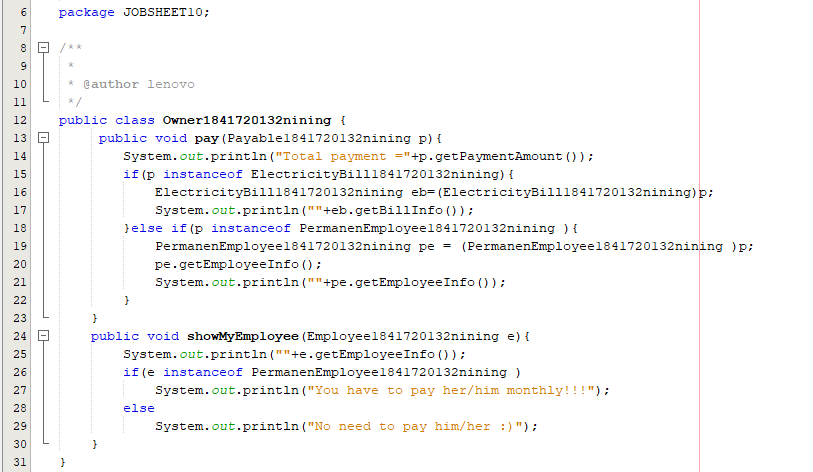 6 package JOBSHEET10;
7
8 /**
9 *
10 * @author lenovo
11 */
12 public class Owner1841720132nining {
13 public void pay(Payable1841720132nining p){
14 System.out.println("Total payment ="+p.getPaymentAmount());
15 if(p instanceof ElectricityBill1841720132nining){
16 ElectricityBill1841720132nining eb=(ElectricityBill1841720132nining)p;
17 System.out.println(""+eb.getBillInfo());
18 }else if(p instanceof PermanenEmployee1841720132nining ){
19 PermanenEmployee1841720132nining pe = (PermanenEmployee1841720132nining )p;
20 pe.getEmployeeInfo();
21 System.out.println(""+pe.getEmployeeInfo());
22 }
23 }
24 public void showMyEmployee(Employee1841720132nining e){
25 System.out.println(""+e.getEmployeeInfo());
26 if(e instanceof PermanenEmployee1841720132nining )
27 System.out.println("You have to pay her/him monthly!!!");
28 else
29 System.out.println("No need to pay him/her :)");
30 }
31 }